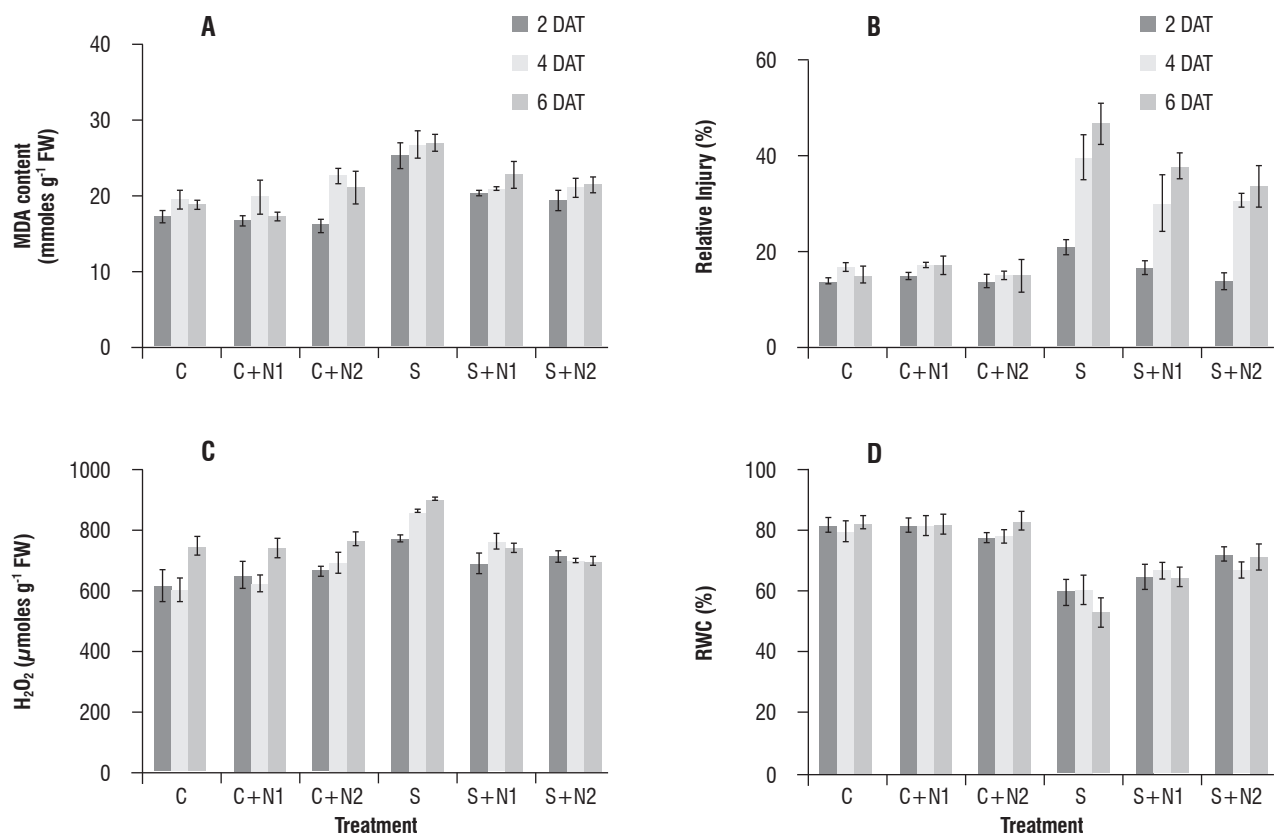 A
2 DAT
4 DAT
6 DAT
MDA content
(mmoles g⁻¹ FW)
40
30
20
10
0
C C+N1 C+N2 S S+N1 S+N2
B
2 DAT
4 DAT
6 DAT
Relative Injury (%)
60
40
20
0
C C+N1 C+N2 S S+N1 S+N2
C
H₂O₂ (µmoles g⁻¹ FW)
1000
800
600
400
200
0
C C+N1 C+N2 S S+N1 S+N2
Treatment
D
RWC (%)
100
80
60
40
20
0
C C+N1 C+N2 S S+N1 S+N2
Treatment